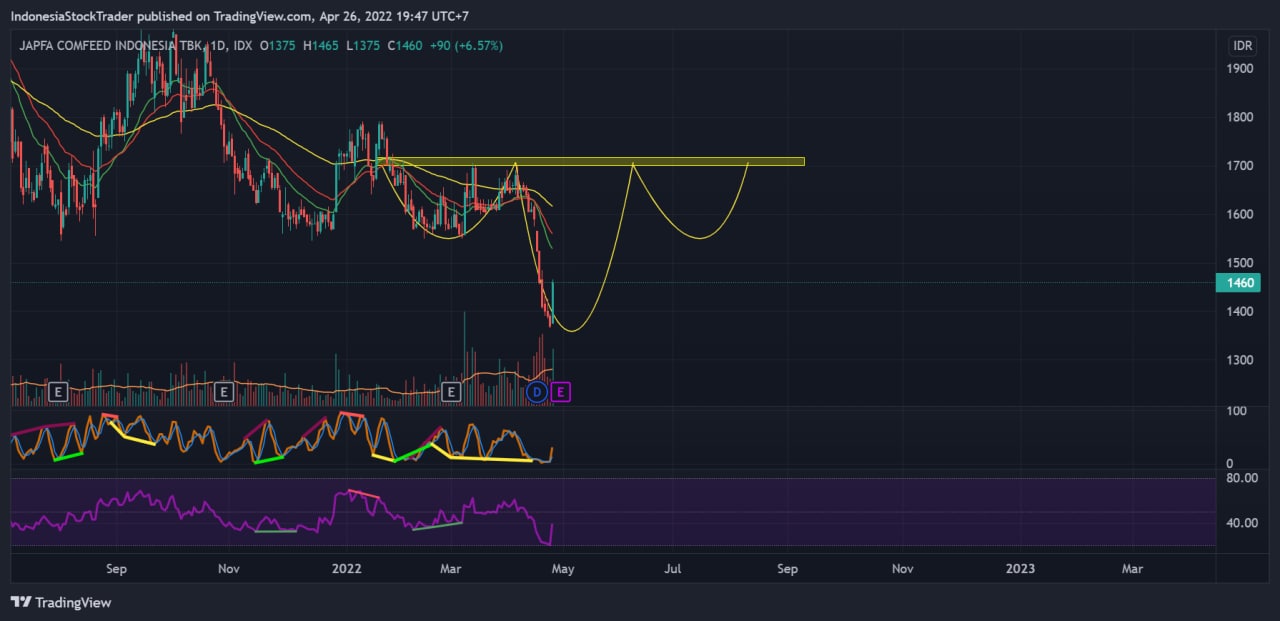 IndonesiaStockTrader published on TradingView.com, Apr 26, 2022 19:47 UTC+7
JAPFA COMFEED INDONESIA TBK, 1D, IDX O1375 H1465 L1375 C1460 +90 (+6.57%)
IDR
1900
1800
1700
1600
1500
1460
1400
1300
E E E D E
100
0
80.00
40.00
Sep Nov 2022 Mar May Jul Sep Nov 2023 Mar
TradingView